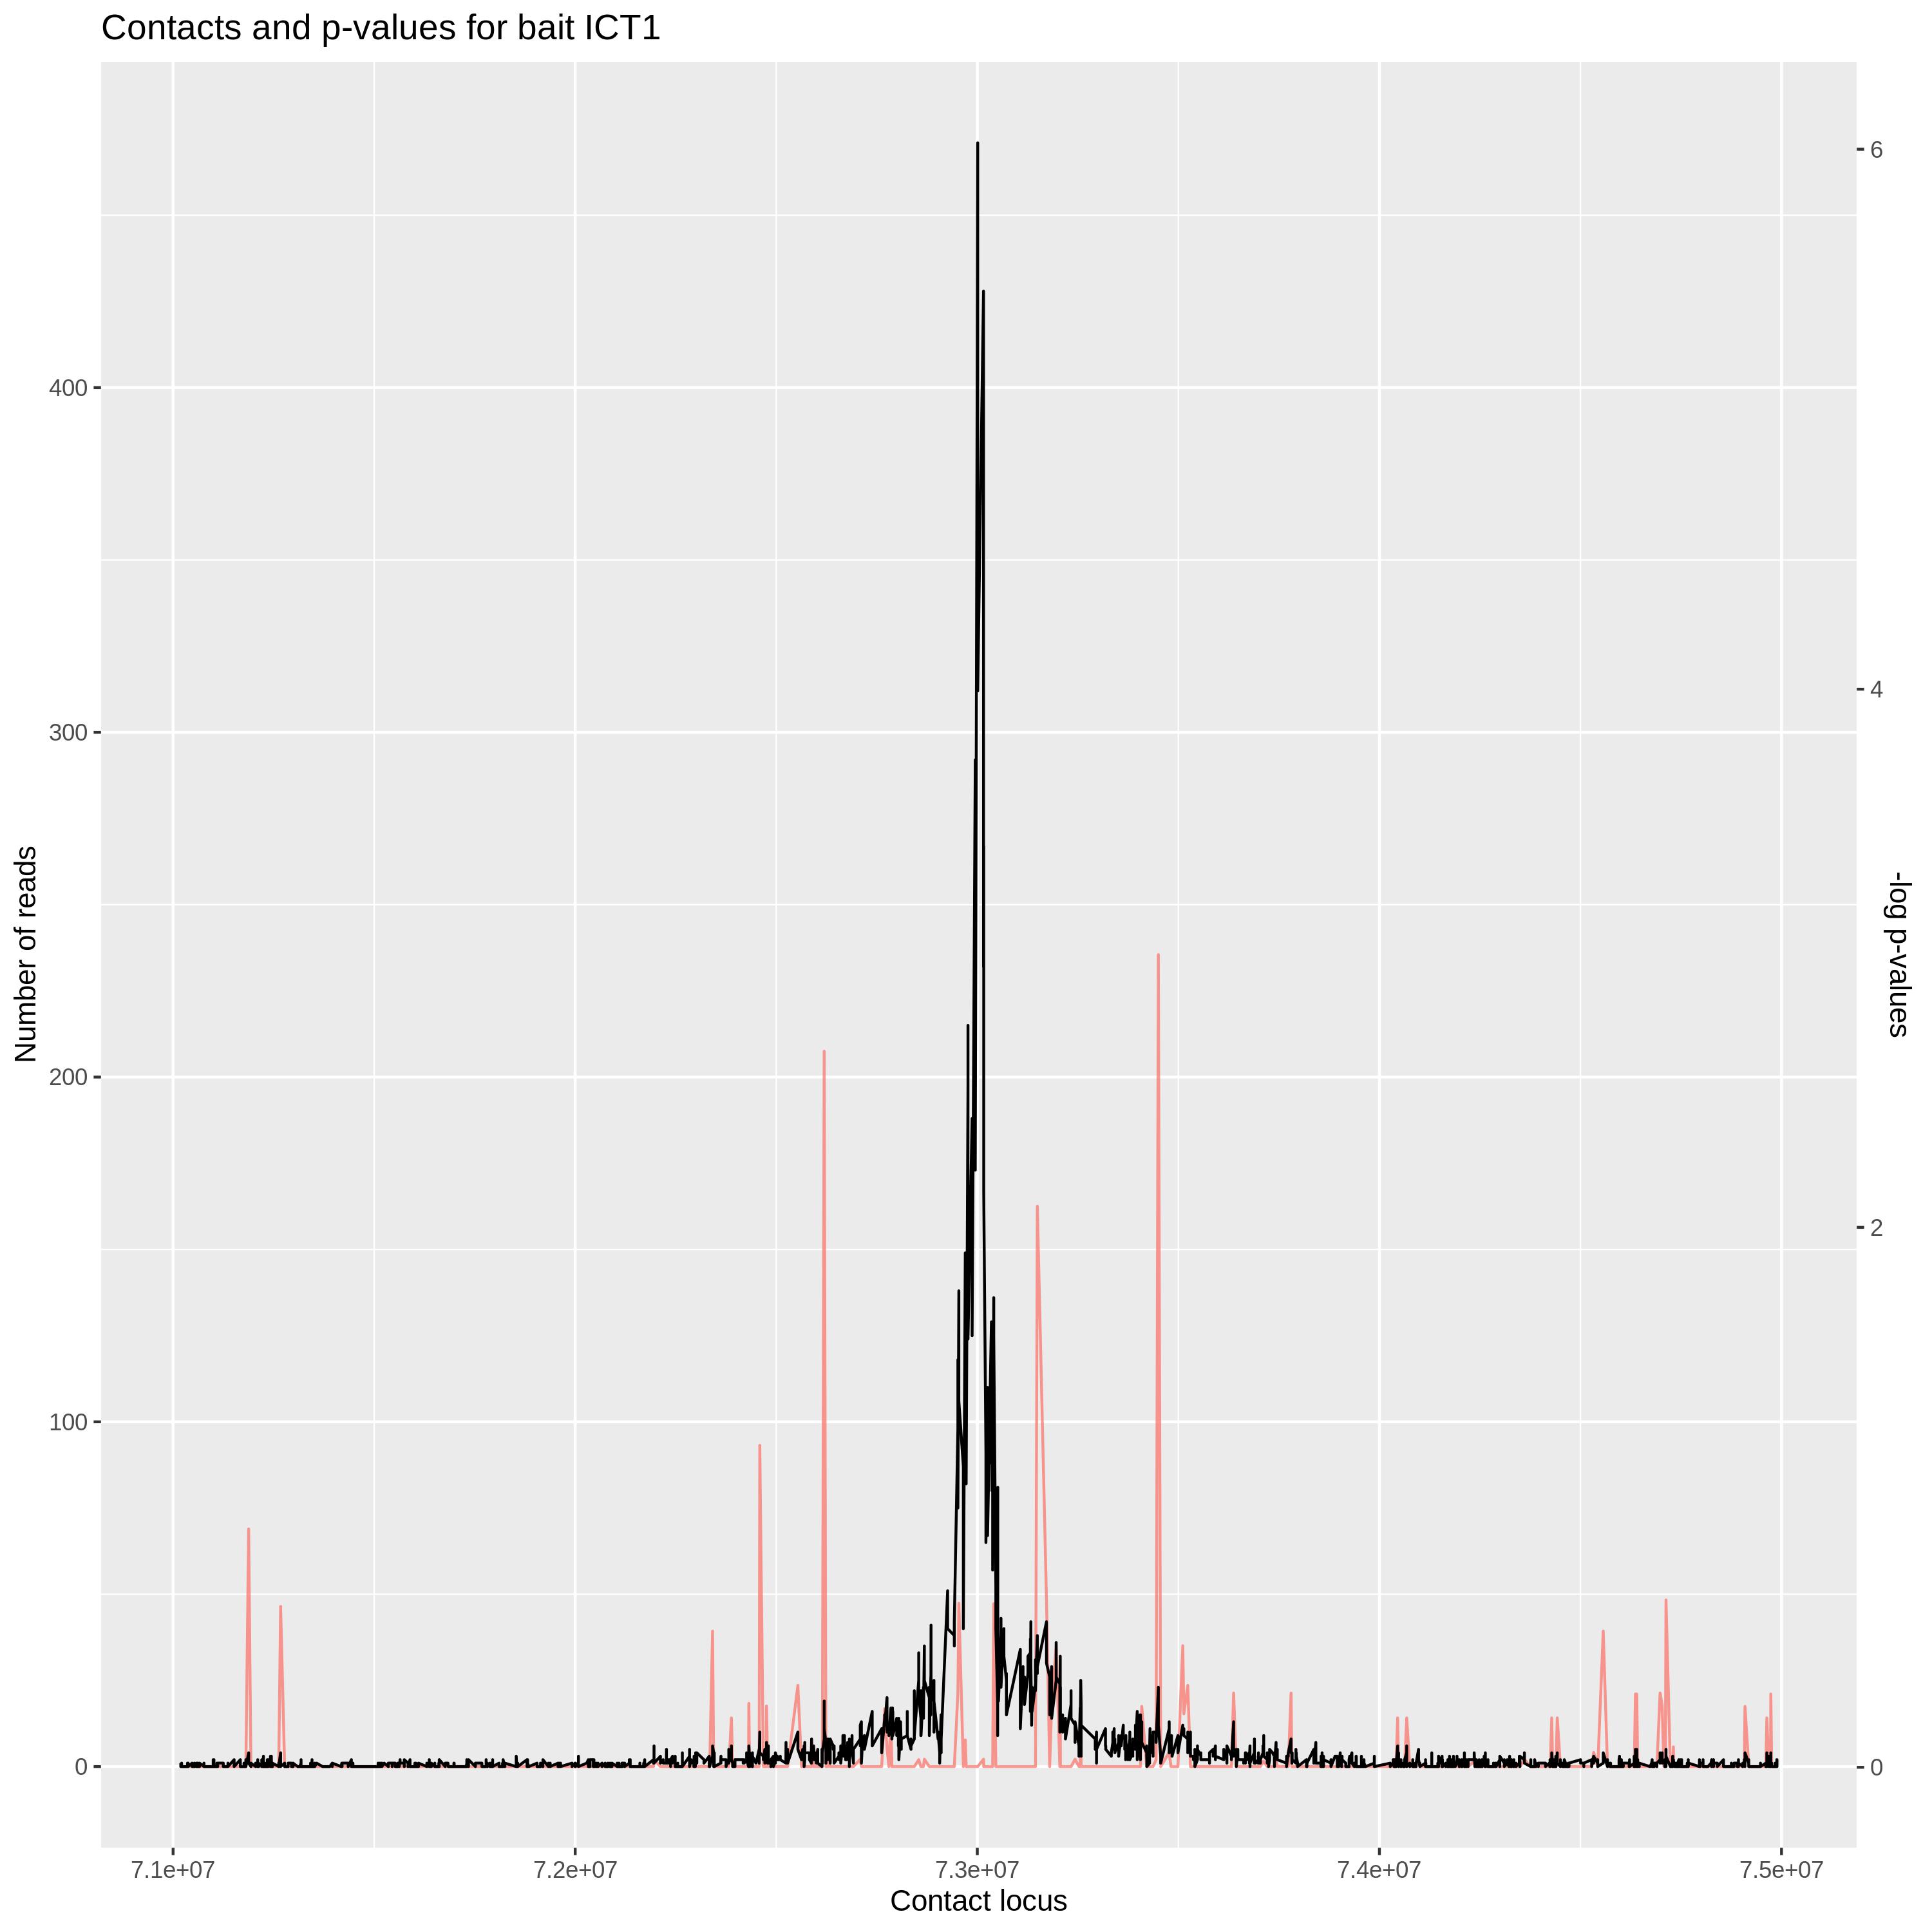 Contacts and p-values for bait ICT1
6
400
4
300
Number of reads
-log p-values
200
2
100
0
0
7.1e+07
7.2e+07
7.3e+07
7.4e+07
7.5e+07
Contact locus